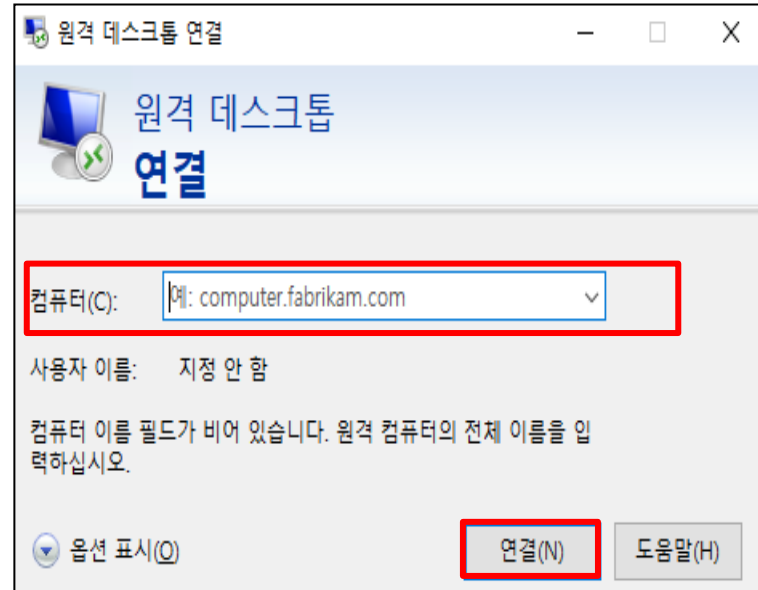 원격 데스크톱 연결
원격 데스크톱
연결
컴퓨터(C):
예: computer.fabrikam.com
사용자 이름:
지정 안 함
컴퓨터 이름 필드가 비어 있습니다. 원격 컴퓨터의 전체 이름을 입
력하십시오.
옵션 표시(O)
연결(N)
도움말(H)